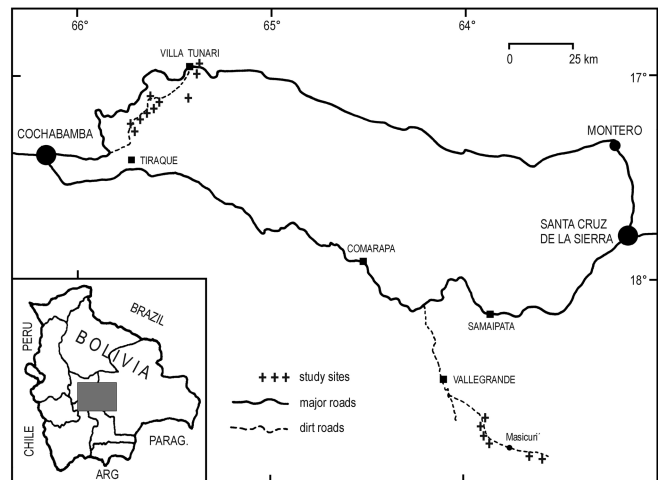 66°
65°
64°
VILLA TUNARI
0 25 km
17°
COCHABAMBA
MONTERO
TIRAQUE
SANTA CRUZ
DE LA SIERRA
COMARAPA
18°
SAMAIPATA
BRAZIL
PERU
BOLIVIA
+++ study sites
VALLEGRANDE
major roads
dirt roads
Masicuri´
CHILE
PARAG.
ARG